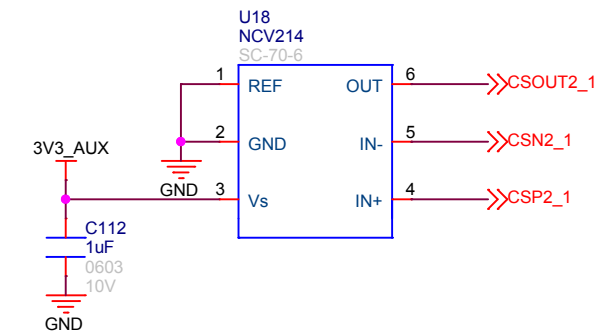 U18
NCV214
SC-70-6
1 REF OUT 6 CSOUT2_1
2 GND IN- 5 CSN2_1
3V3_AUX
GND 3 Vs IN+ 4 CSP2_1
C112
1uF
0603
10V
GND